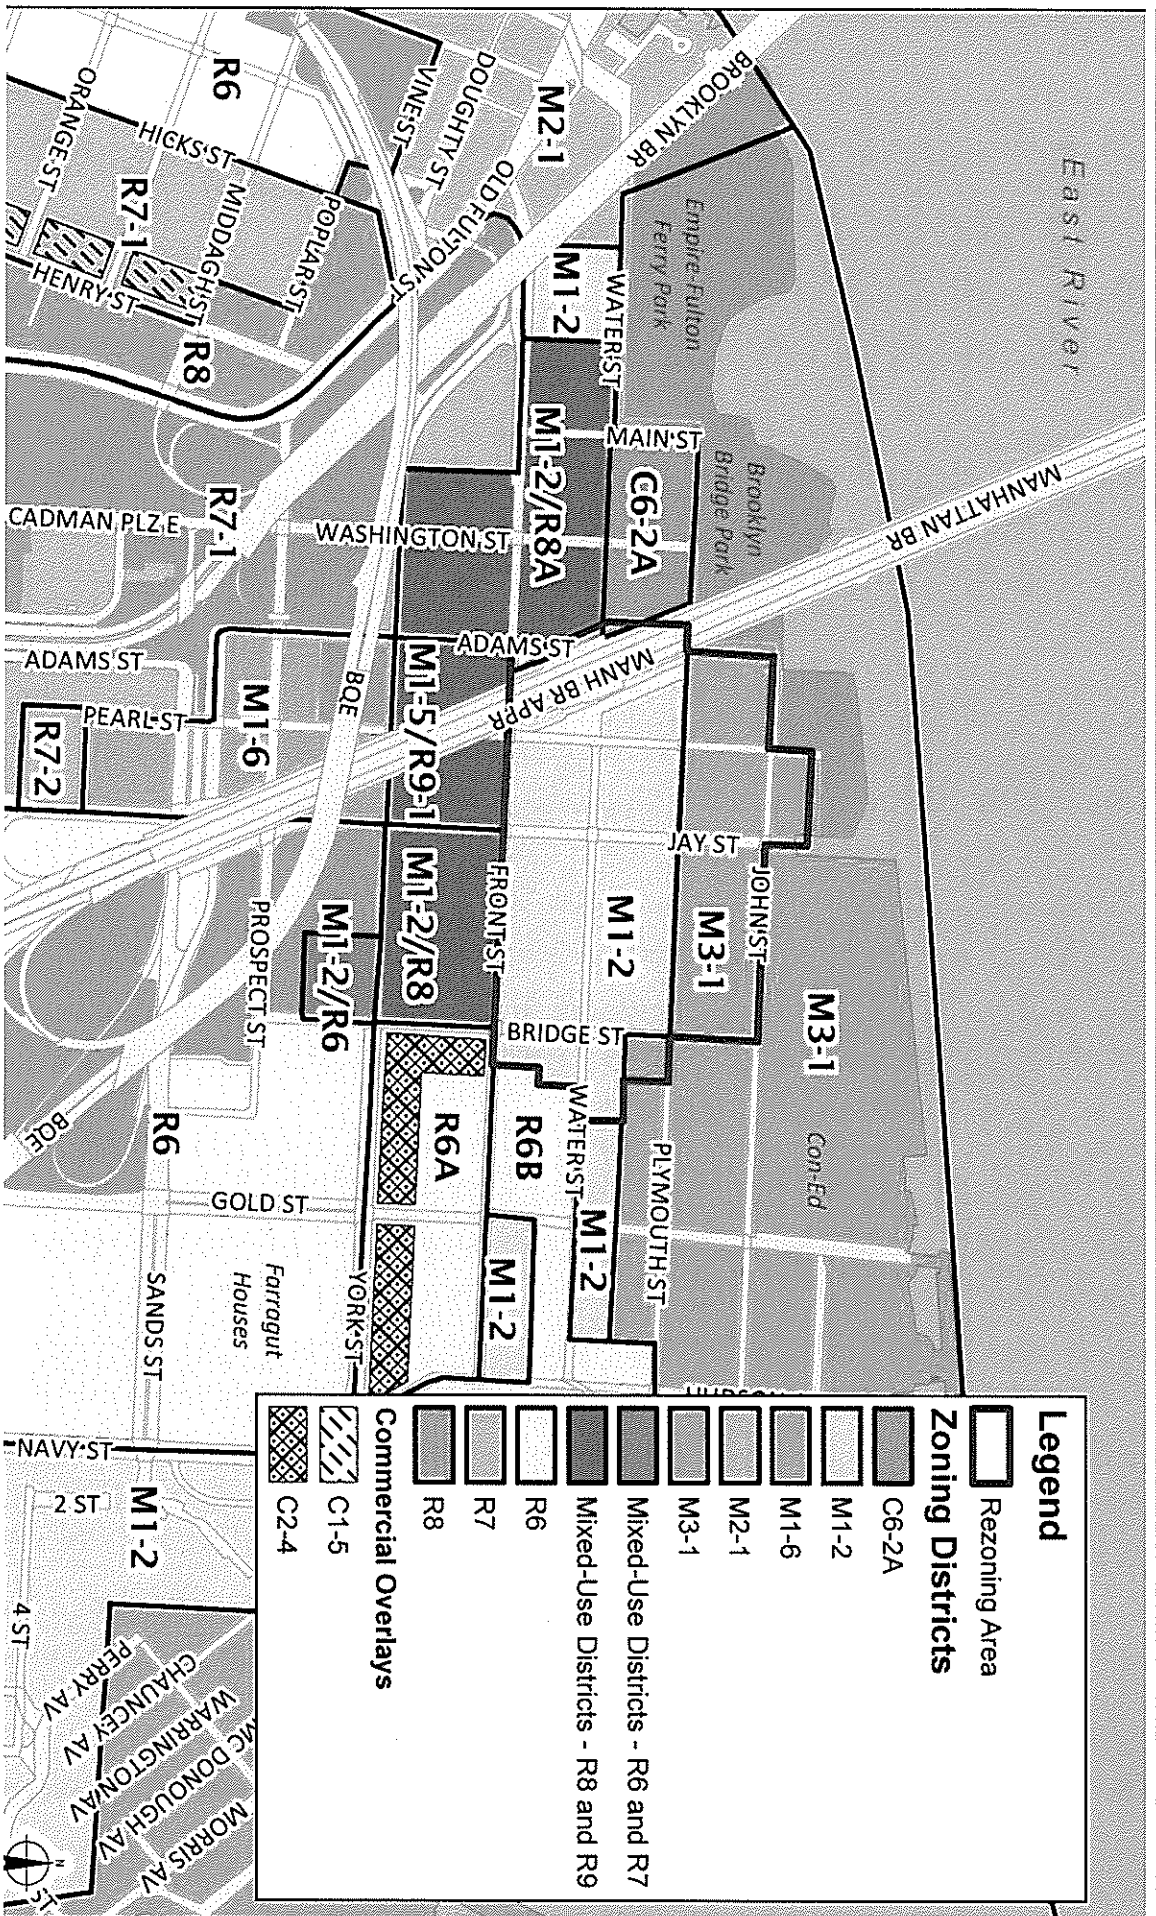 East River
BROOKLYN BR
MANHATTAN BR
Empire Fulton
Ferry Park
Brooklyn
Bridge Park
M2-1
DOUGHTY ST
VINE ST
OLD FULTON ST
R6
HICKS ST
ORANGE ST
POPLAR ST
MIDDAGH ST
R7-1
HENRY ST
R8
M1-2
WATER ST
M1-2/R8A
MAIN ST
C6-2A
WASHINGTON ST
CADMAN PLZ E
R7-1
ADAMS ST
ADAMS ST
MANH BR APPR
BQE
PEARL ST
R7-2
M1-6
M1-5/R9-1
JAY ST
JOHN ST
M3-1
M3-1
M1-2
FRONT ST
M1-2/R8
M1-2/R6
PROSPECT ST
BRIDGE ST
Con-Ed
PLYMOUTH ST
WATER ST
M1-2
R6B
R6A
M1-2
R6
BQE
GOLD ST
YORK ST
Farragut
Houses
SANDS ST
NAVY ST
2 ST
M1-2
4 ST
PERRY AV
CHAUNCEY AV
WARRINGTON AV
MC DONOUGH AV
MORRIS AV
ST
N
Legend
Rezoning Area
Zoning Districts
C6-2A
M1-2
M1-6
M2-1
M3-1
Mixed-Use Districts - R6 and R7
Mixed-Use Districts - R8 and R9
R6
R7
R8
Commercial Overlays
C1-5
C2-4